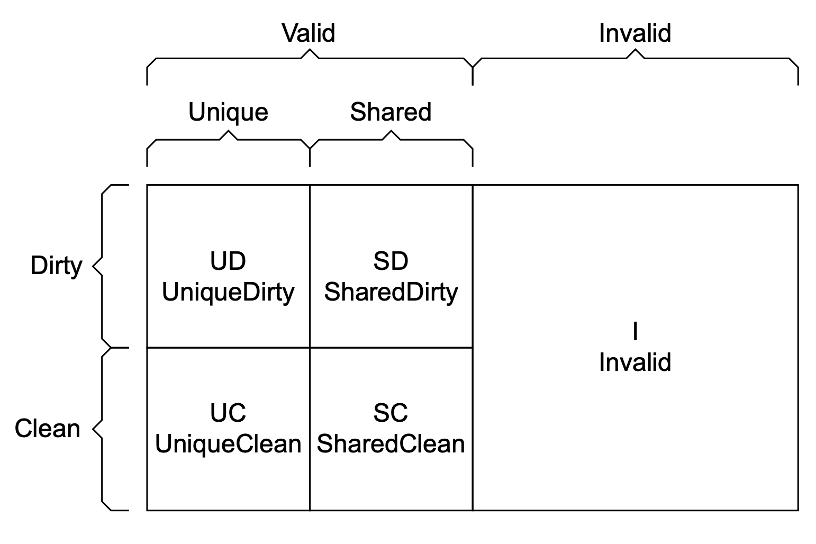 Valid
Invalid
Unique
Shared
Dirty
UD
UniqueDirty
SD
SharedDirty
I
Invalid
Clean
UC
UniqueClean
SC
SharedClean